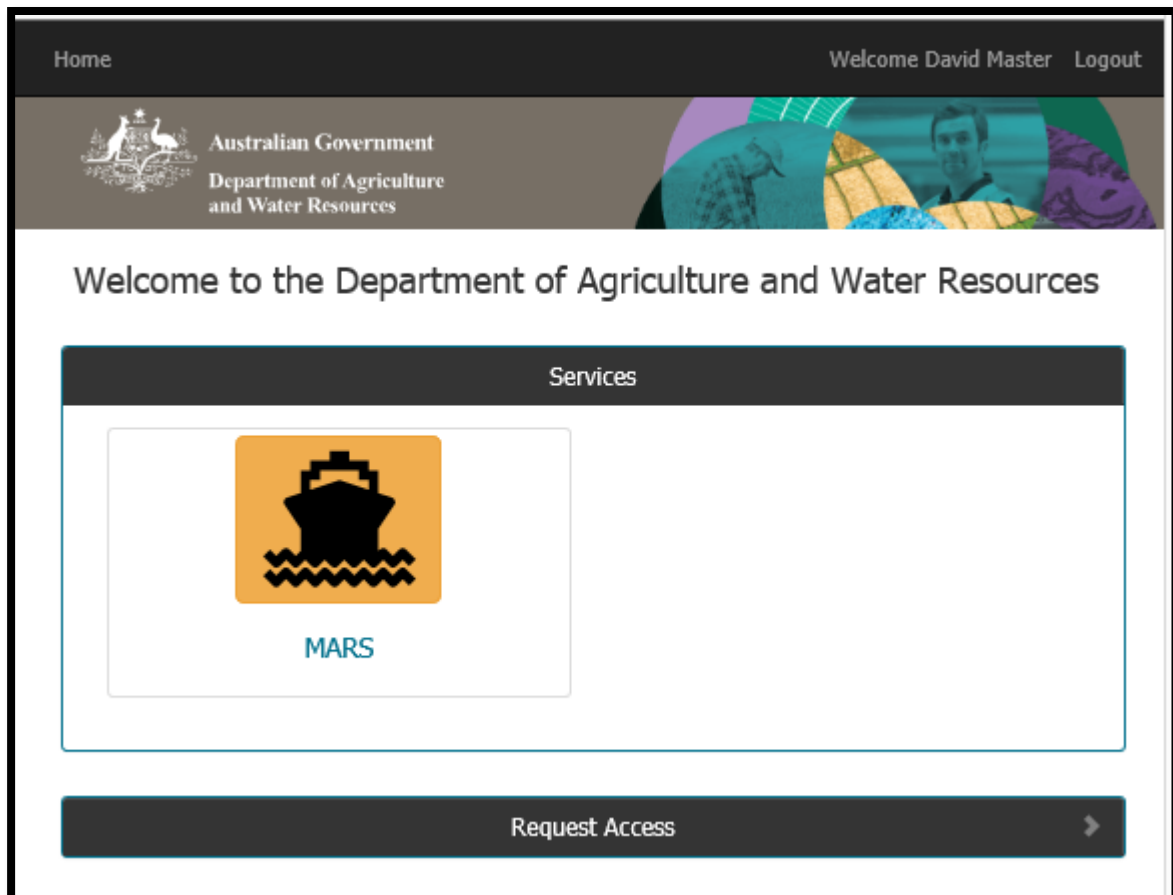 Home Welcome David Master Logout
Australian Government
Department of Agriculture
and Water Resources
Welcome to the Department of Agriculture and Water Resources
Services
MARS
Request Access